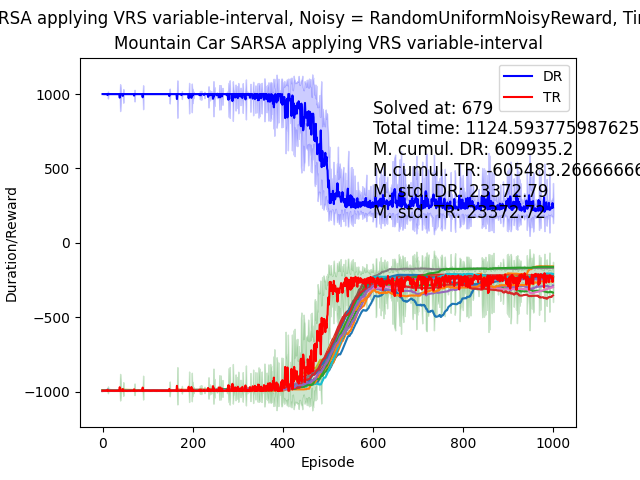 RSA applying VRS variable-interval, Noisy = RandomUniformNoisyReward, Tim
Mountain Car SARSA applying VRS variable-interval
DR
TR
Solved at: 679
Total time: 1124.593775987625
M. cumul. DR: 609935.2
M.cumul. TR: -605483.26666666
M. std. DR: 23372.79
M. std. TR: 23372.72
Duration/Reward
1000
500
0
−500
−1000
0
200
400
600
800
1000
Episode